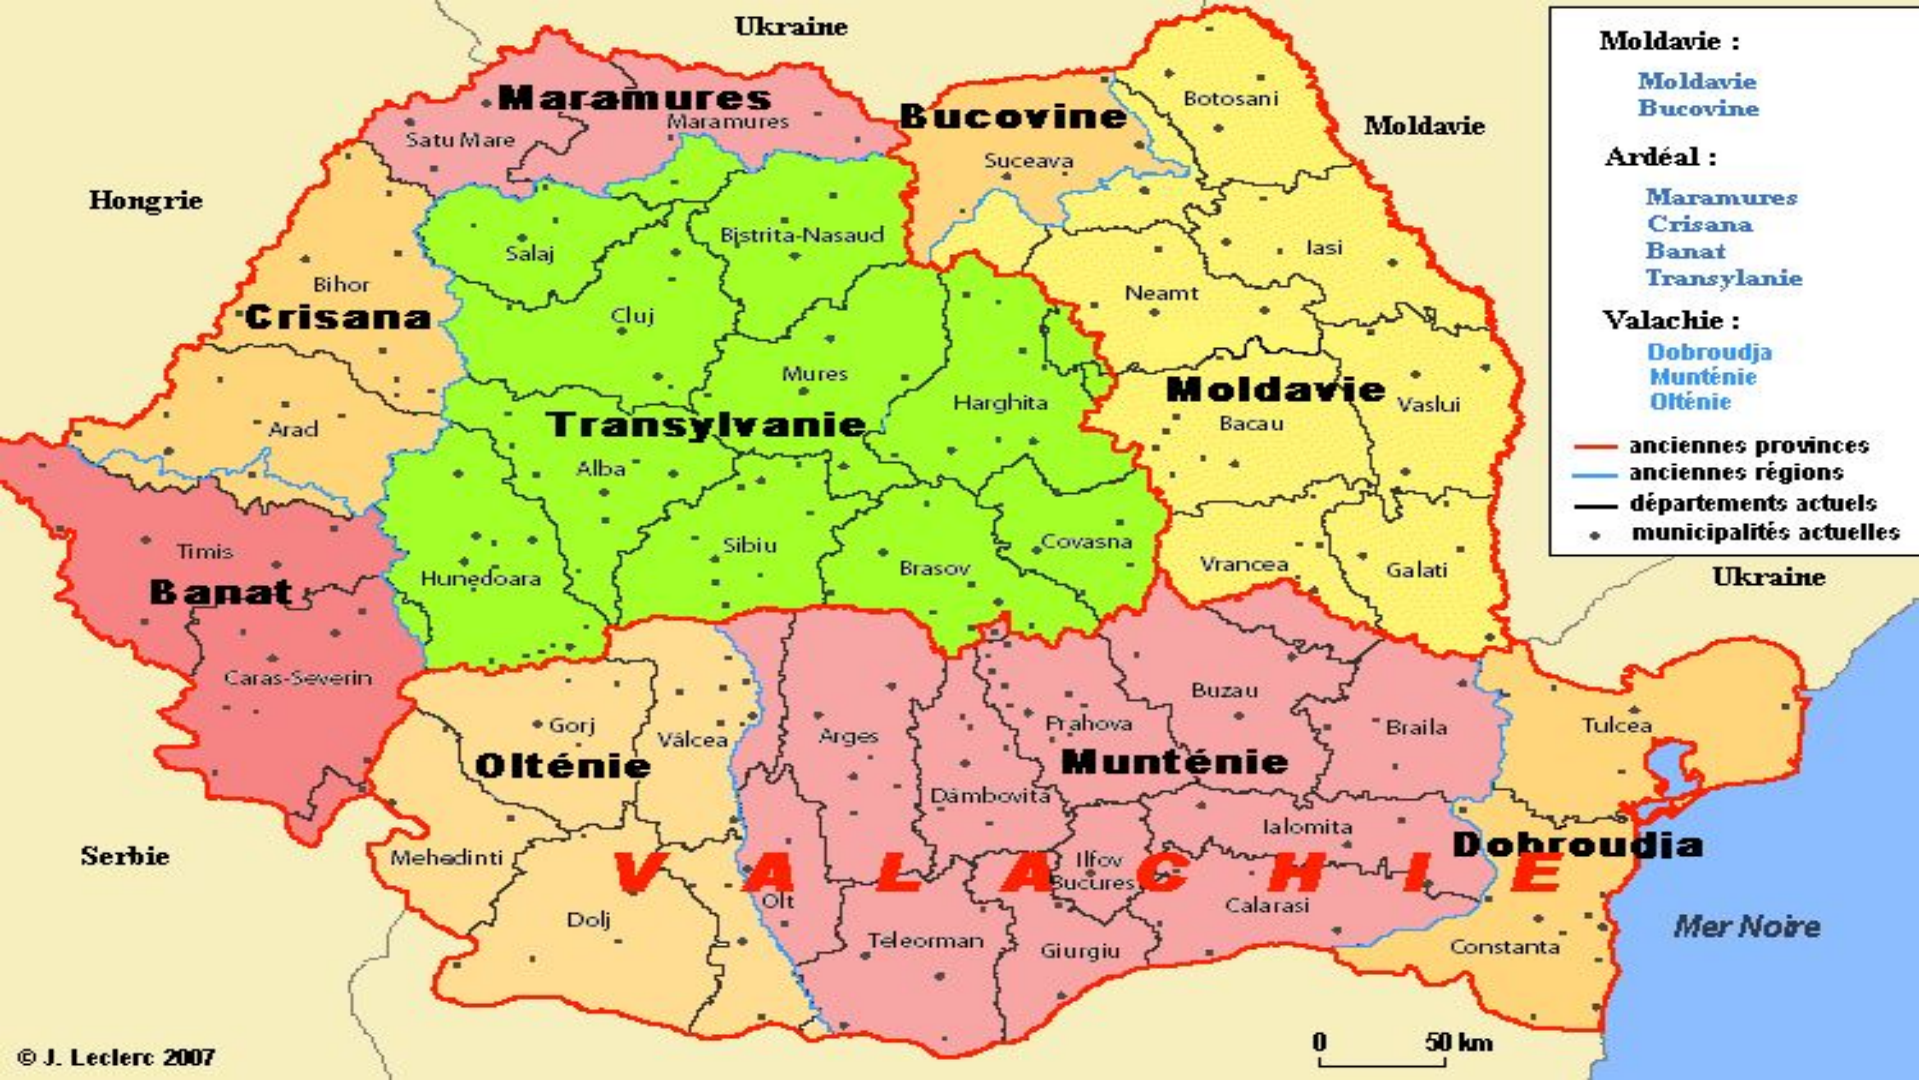 Ukraine
Maramures
Maramures
Satu Mare
Bucovine
Suceava
Botosani
Moldavie
Hongrie
Salaj
Bistrita-Nasaud
Iasi
Bihor
Crisana
Cluj
Neamt
Mures
Harghita
Moldavie
Vaslui
Bacau
Arad
Transylvanie
Alba
Timis
Banat
Hunedoara
Sibiu
Brasov
Covasna
Vrancea
Galati
Ukraine
Caras-Severin
Gorj
Vâlcea
Olténie
Arges
Prahova
Munténie
Buzau
Braila
Tulcea
Dâmbovita
Ialomita
Dobroudja
Serbie
Mehedinti
VALACHIE
Ilfov
Bucuresti
Olt
Dolj
Calarasi
Teleorman
Giurgiu
Constanta
Mer Noire
0 50 km
© J. Leclerc 2007
Moldavie :
Moldavie
Bucovine
Ardéal :
Maramures
Crisana
Banat
Transylanie
Valachie :
Dobroudja
Munténie
Olténie
anciennes provinces
anciennes régions
départements actuels
municipalités actuelles